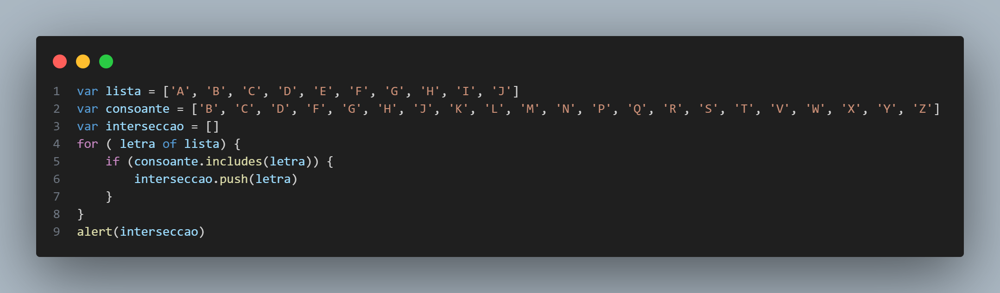 1 var lista = ['A', 'B', 'C', 'D', 'E', 'F', 'G', 'H', 'I', 'J']
2 var consoante = ['B', 'C', 'D', 'F', 'G', 'H', 'J', 'K', 'L', 'M', 'N', 'P', 'Q', 'R', 'S', 'T', 'V', 'W', 'X', 'Y', 'Z']
3 var interseccao = []
4 for ( letra of lista) {
5     if (consoante.includes(letra)) {
6         interseccao.push(letra)
7     }
8 }
9 alert(interseccao)